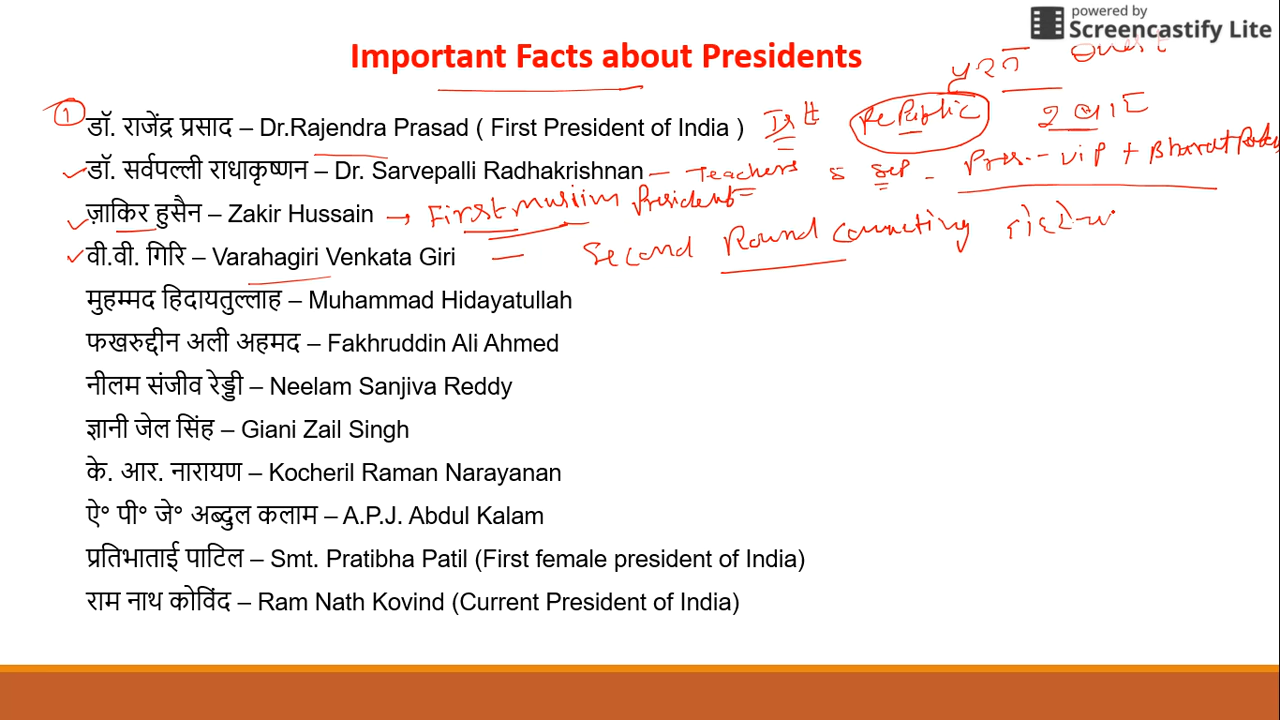 powered by
Screencastify Lite
Important Facts about Presidents
1 डॉ. राजेंद्र प्रसाद – Dr.Rajendra Prasad ( First President of India ) Republic
डॉ. सर्वपल्ली राधाकृष्णन – Dr. Sarvepalli Radhakrishnan – Teachers 5 Sep -
ज़ाकिर हुसैन – Zakir Hussain → First muslim President
वी.वी. गिरि – Varahagiri Venkata Giri – Second Round
मुहम्मद हिदायतुल्लाह – Muhammad Hidayatullah
फखरुद्दीन अली अहमद – Fakhruddin Ali Ahmed
नीलम संजीव रेड्डी – Neelam Sanjiva Reddy
ज्ञानी जेल सिंह – Giani Zail Singh
के. आर. नारायण – Kocheril Raman Narayanan
ऐ° पी° जे° अब्दुल कलाम – A.P.J. Abdul Kalam
प्रतिभाताई पाटिल – Smt. Pratibha Patil (First female president of India)
राम नाथ कोविंद – Ram Nath Kovind (Current President of India)